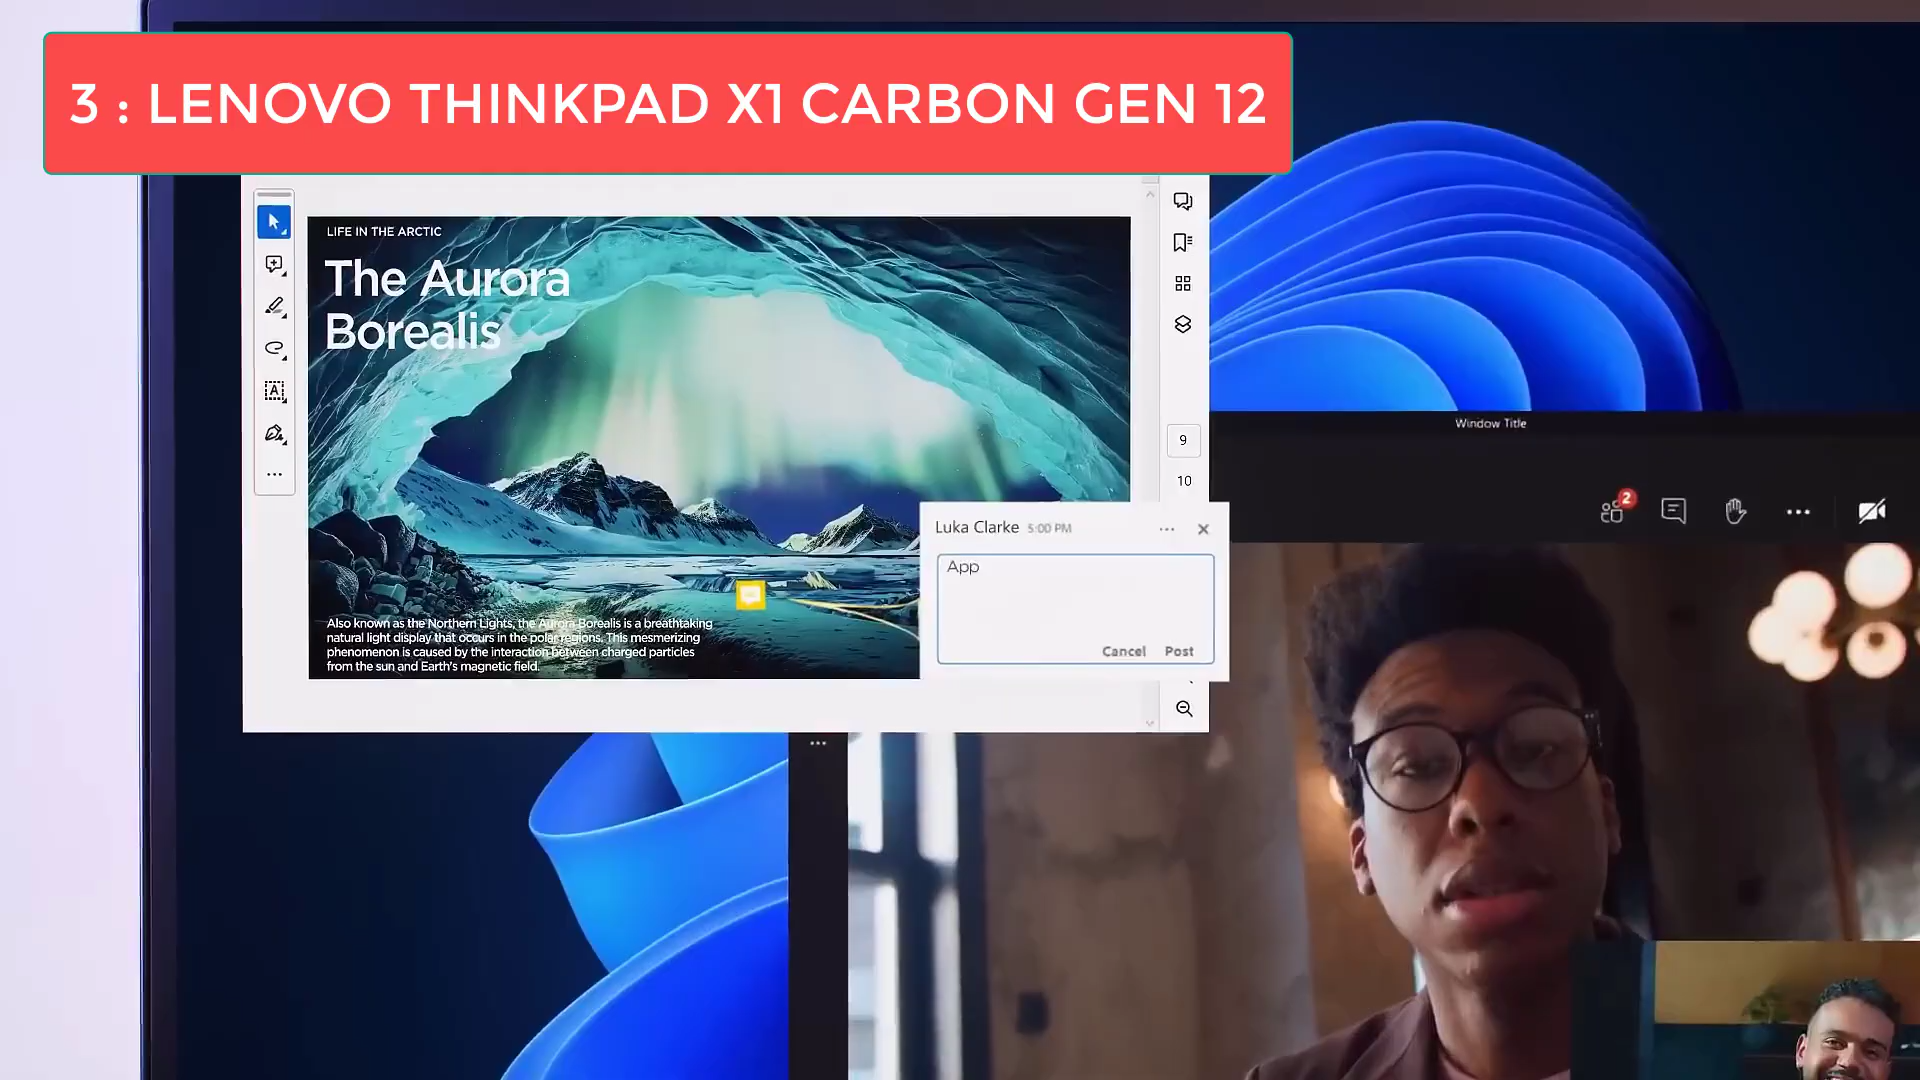 3 : LENOVO THINKPAD X1 CARBON GEN 12
LIFE IN THE ARCTIC
The Aurora
Borealis
Also known as the Northern Lights, the Aurora Borealis is a breathtaking
natural light display that occurs in the polar regions. This mesmerizing
phenomenon is caused by the interaction between charged particles
from the sun and Earth's magnetic field.
9
10
Luka Clarke 5:00 PM
App
Cancel Post
Window Title
2